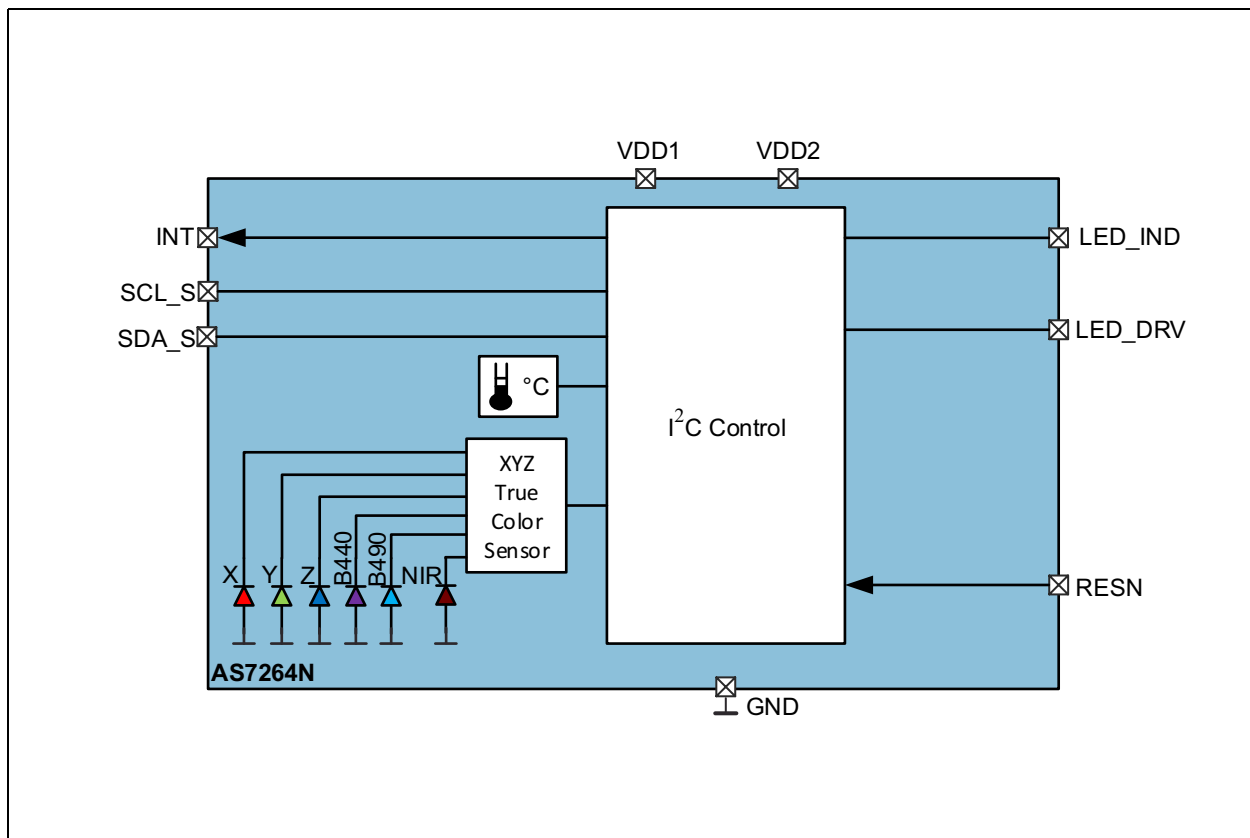 VDD1
VDD2
INT
LED_IND
SCL_S
SDA_S
LED_DRV
°C
I²C Control
XYZ
True
Color
Sensor
X
Y
Z
B440
B490
NIR
RESN
AS7264N
GND